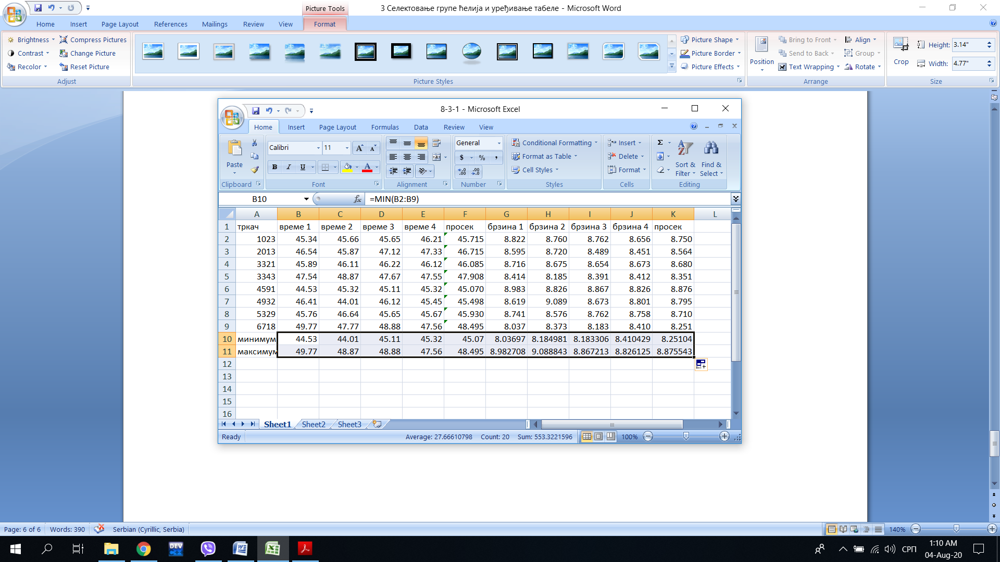 Picture Tools
3 Селектовање групе ћелија и уређивање табеле - Microsoft Word
Home Insert Page Layout References Mailings Review View Format
Brightness Compress Pictures
Contrast Change Picture
Recolor Reset Picture
Adjust
Picture Styles
Picture Shape
Picture Border
Picture Effects
Position
Bring to Front Align
Send to Back Group
Text Wrapping Rotate
Arrange
Crop
Height: 3.14"
Width: 4.77"
Size
8-3-1 - Microsoft Excel
Home Insert Page Layout Formulas Data Review View
Paste
Clipboard
Calibri 11
B I U
Font
Alignment
General
$ % ,
Number
Conditional Formatting
Format as Table
Cell Styles
Styles
Insert
Delete
Format
Cells
Σ
Sort & Filter
Find & Select
Editing
B10 fx =MIN(B2:B9)
A B C D E F G H I J K L
1 тркач време 1 време 2 време 3 време 4 просек брзина 1 брзина 2 брзина 3 брзина 4 просек
2 1023 45.34 45.66 45.65 46.21 45.715 8.822 8.760 8.762 8.656 8.750
3 2013 46.54 45.87 47.12 47.33 46.715 8.595 8.720 8.489 8.451 8.564
4 3321 45.89 46.11 46.22 46.12 46.085 8.716 8.675 8.654 8.673 8.680
5 3343 47.54 48.87 47.67 47.55 47.908 8.414 8.185 8.391 8.412 8.351
6 4591 44.53 45.32 45.11 45.32 45.070 8.983 8.826 8.867 8.826 8.876
7 4932 46.41 44.01 46.12 45.45 45.498 8.619 9.089 8.673 8.801 8.795
8 5329 45.76 46.64 45.65 45.67 45.930 8.741 8.576 8.762 8.758 8.710
9 6718 49.77 47.77 48.88 47.56 48.495 8.037 8.373 8.183 8.410 8.251
10 минимум 44.53 44.01 45.11 45.32 45.07 8.03697 8.184981 8.183306 8.410429 8.25104
11 максимум 49.77 48.87 48.88 47.56 48.495 8.982708 9.088843 8.867213 8.826125 8.875543
12
13
14
15
16
Sheet1 Sheet2 Sheet3
Ready Average: 27.66610798 Count: 20 Sum: 553.3221596 100%
Page: 6 of 6 Words: 390 Serbian (Cyrillic, Serbia) 140%
DEV
СРП
1:10 AM
04-Aug-20